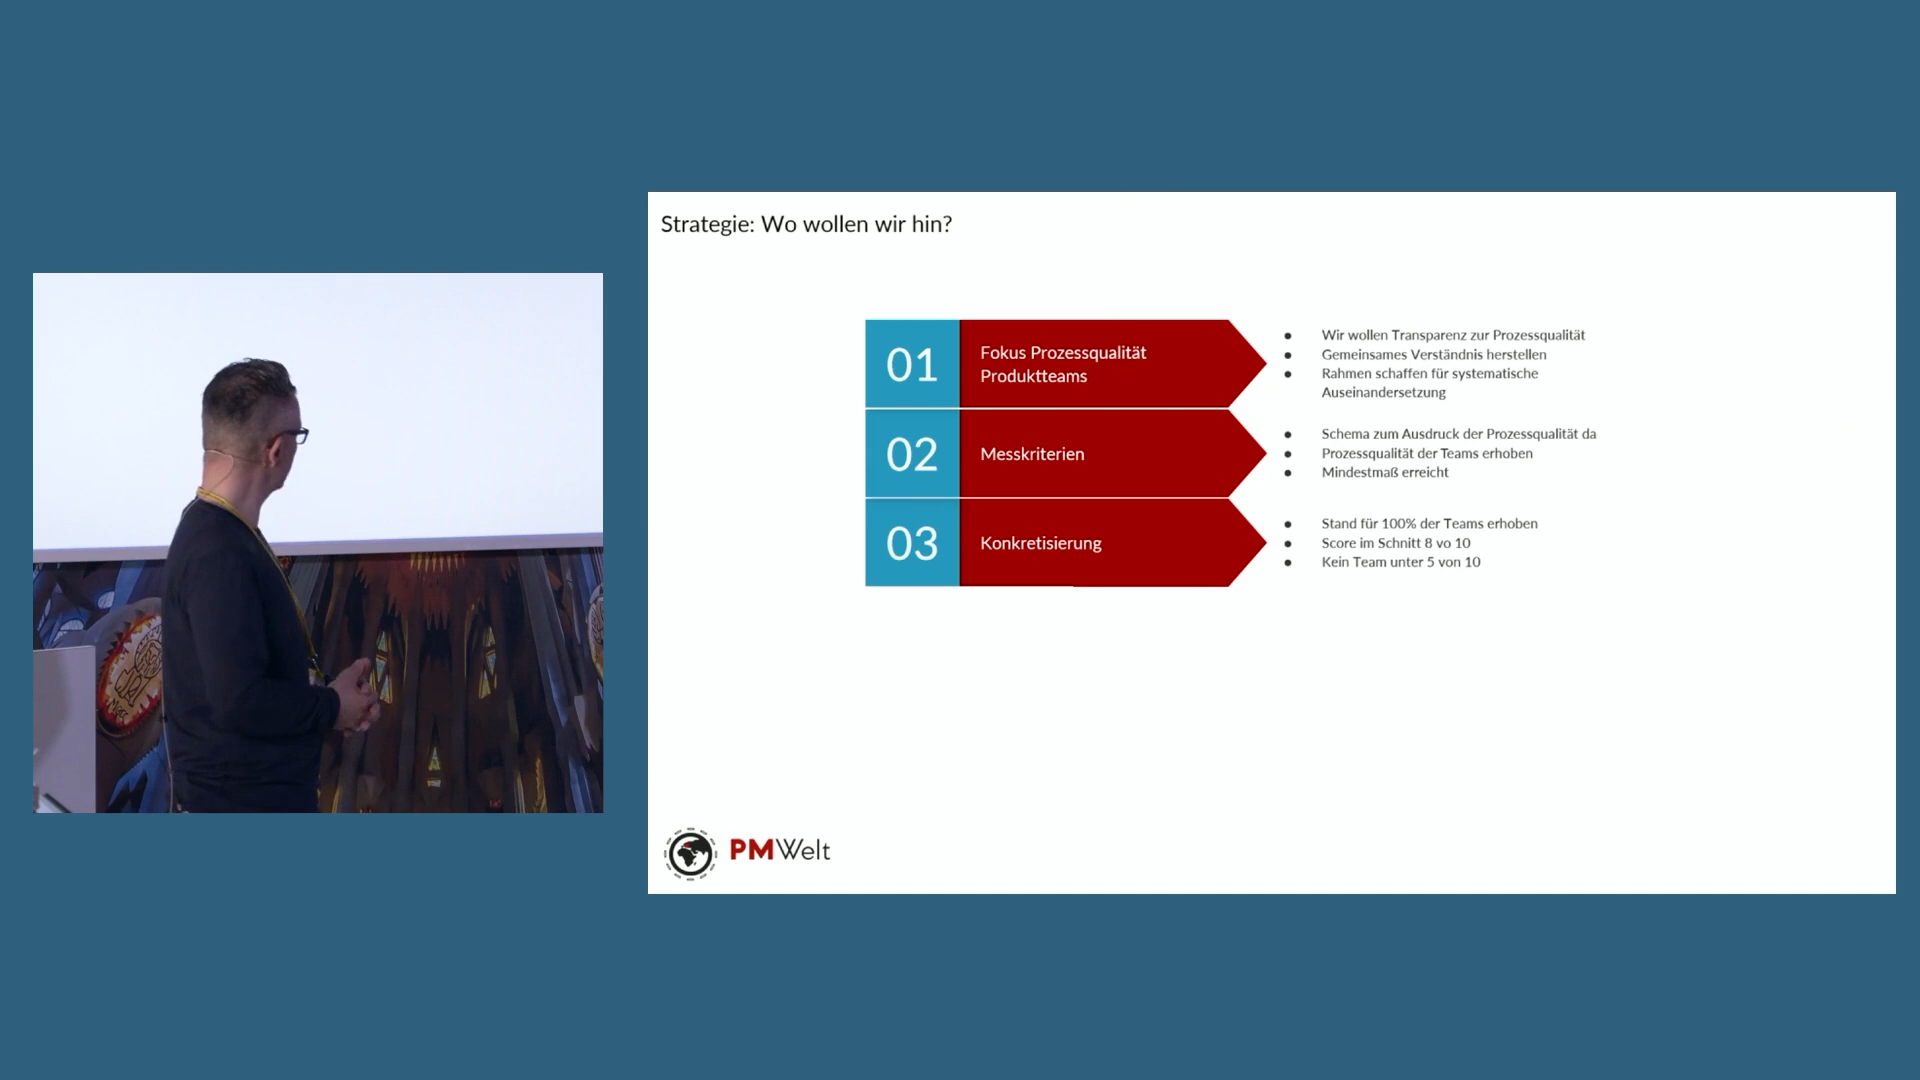 Strategie: Wo wollen wir hin?
01
Fokus Prozessqualität
Produktteams
● Wir wollen Transparenz zur Prozessqualität
● Gemeinsames Verständnis herstellen
● Rahmen schaffen für systematische
Auseinandersetzung
02
Messkriterien
● Schema zum Ausdruck der Prozessqualität da
● Prozessqualität der Teams erhoben
● Mindestmaß erreicht
03
Konkretisierung
● Stand für 100% der Teams erhoben
● Score im Schnitt 8 vo 10
● Kein Team unter 5 von 10
PMWelt